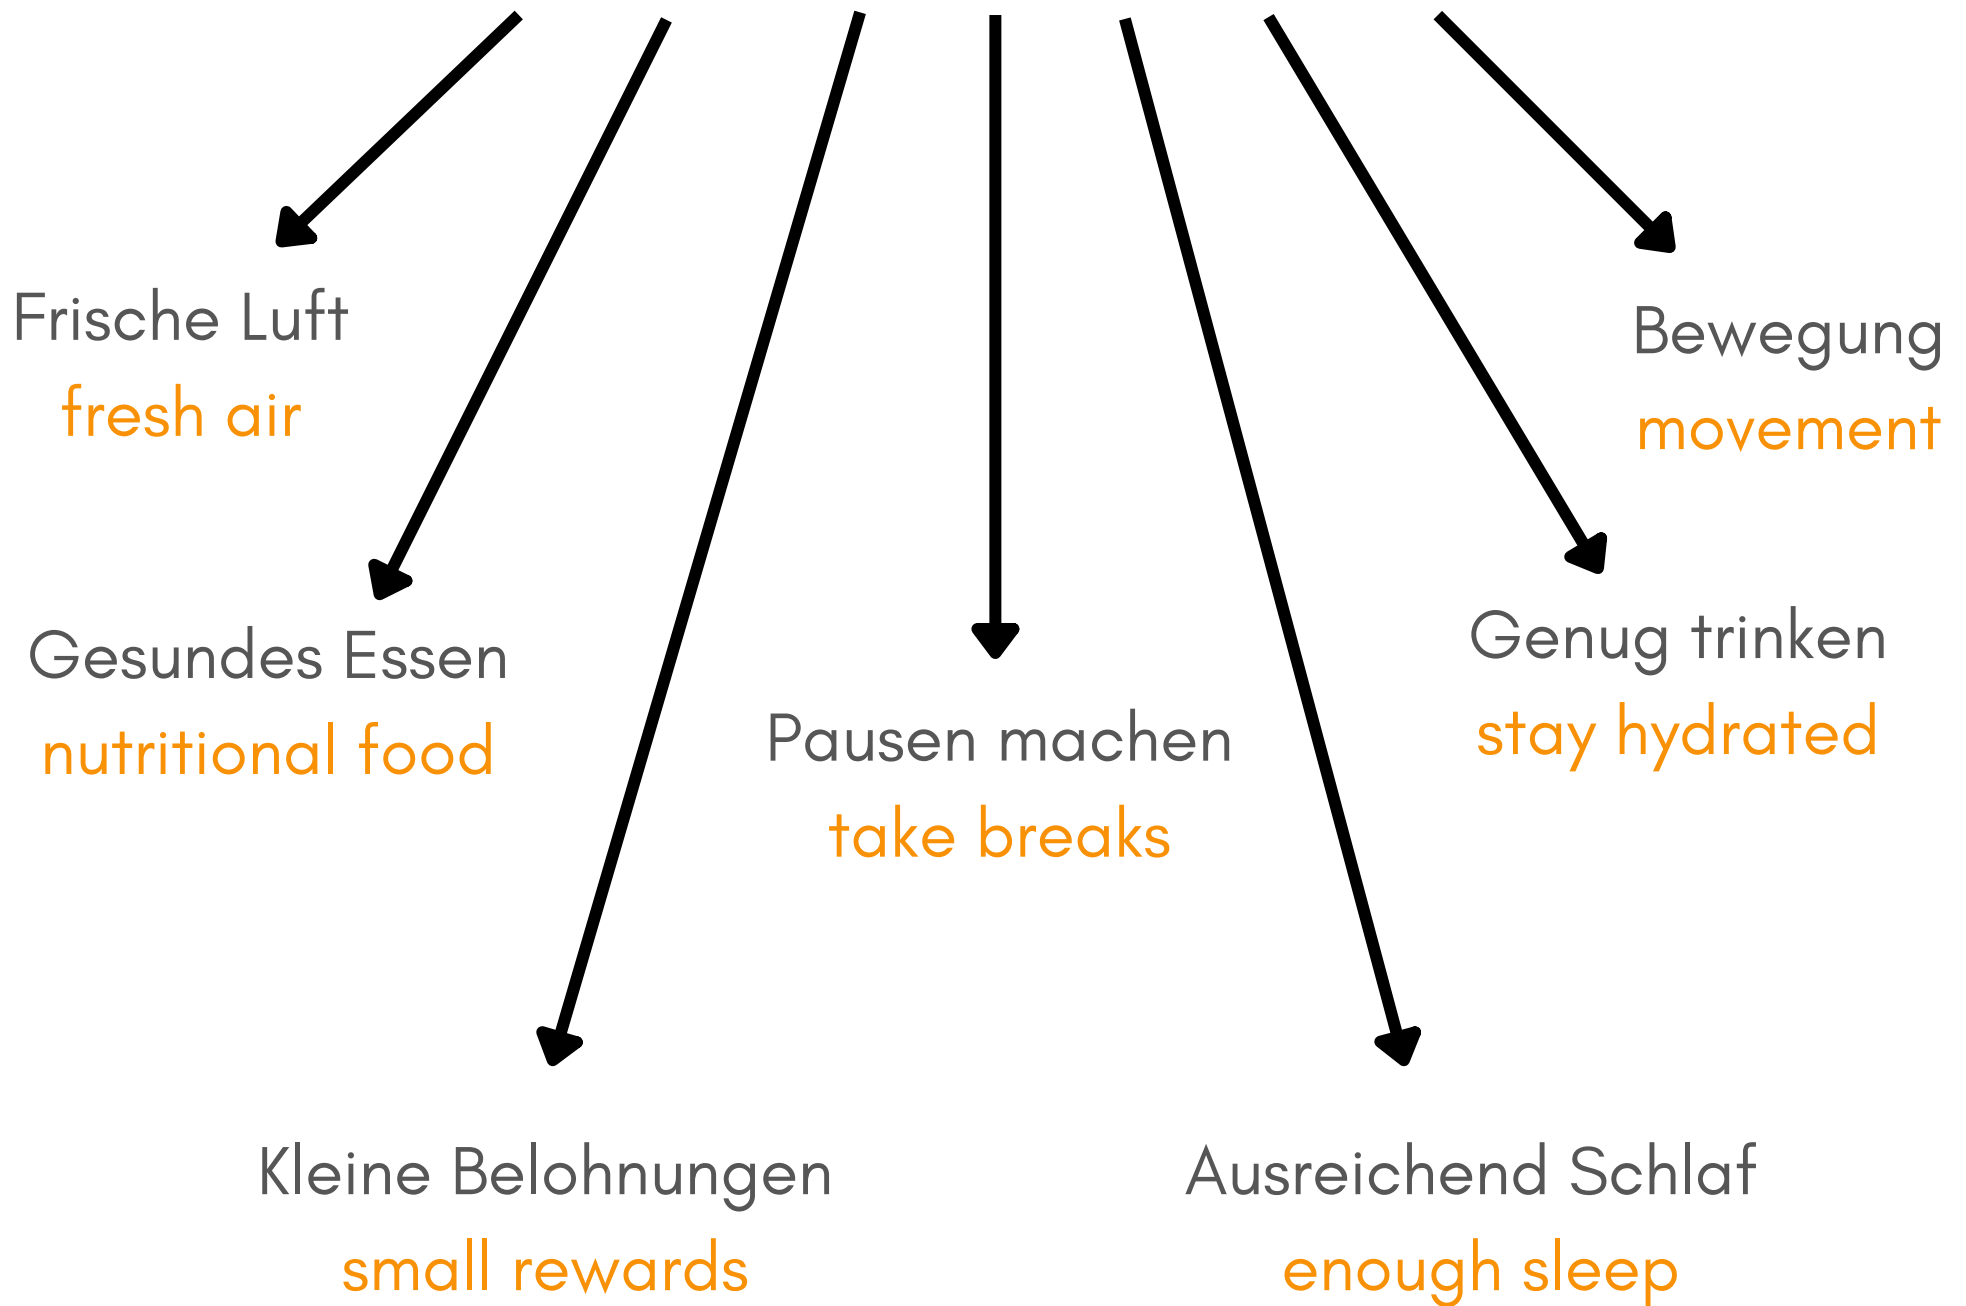 Frische Luft
fresh air
Bewegung
movement
Gesundes Essen
nutritional food
Genug trinken
stay hydrated
Pausen machen
take breaks
Kleine Belohnungen
small rewards
Ausreichend Schlaf
enough sleep